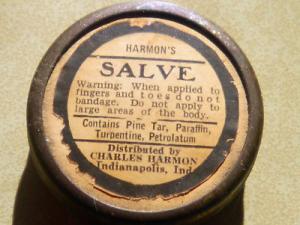 HARMON'S
SALVE
Warning: When applied to
fingers and toes do not
bandage. Do not apply to
large areas of the body.
Contains Pine Tar, Paraffin,
Turpentine, Petrolatum
Distributed by
CHARLES HARMON
Indianapolis, Ind